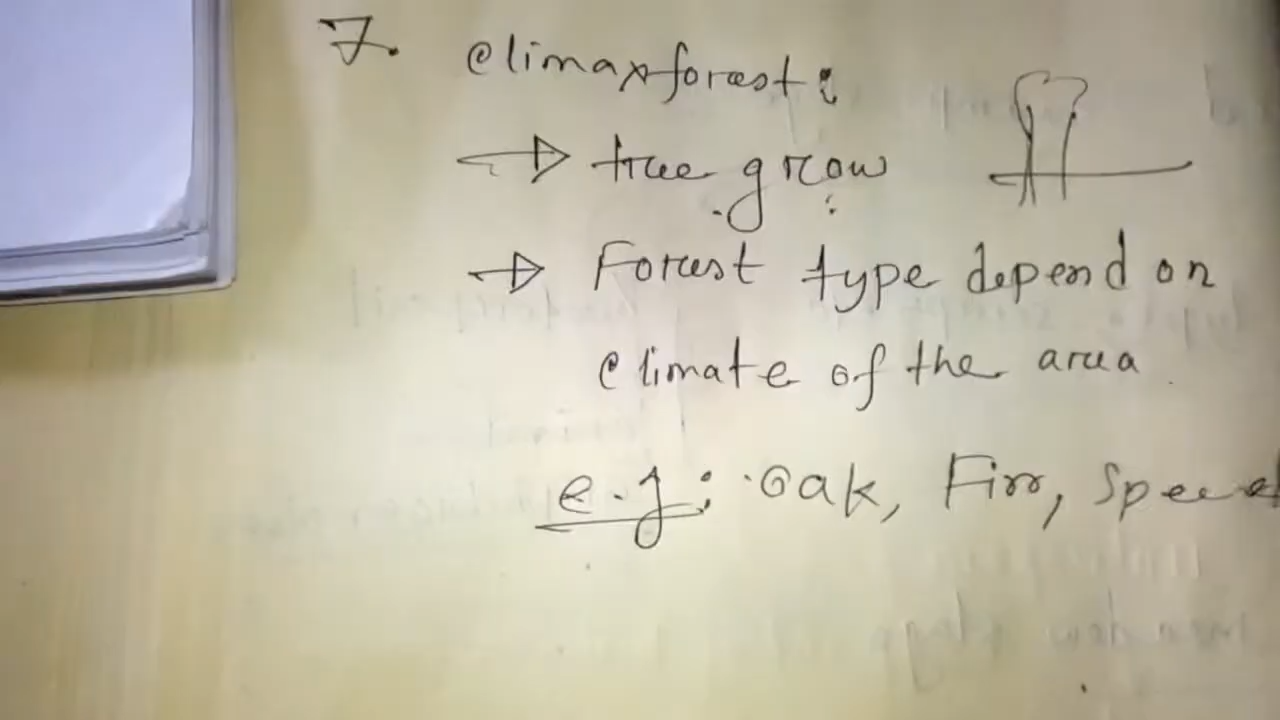 7. climaxforest:
→ tree grow
→ Forest type depend on
climate of the area.
e.g: Oak, Firr,